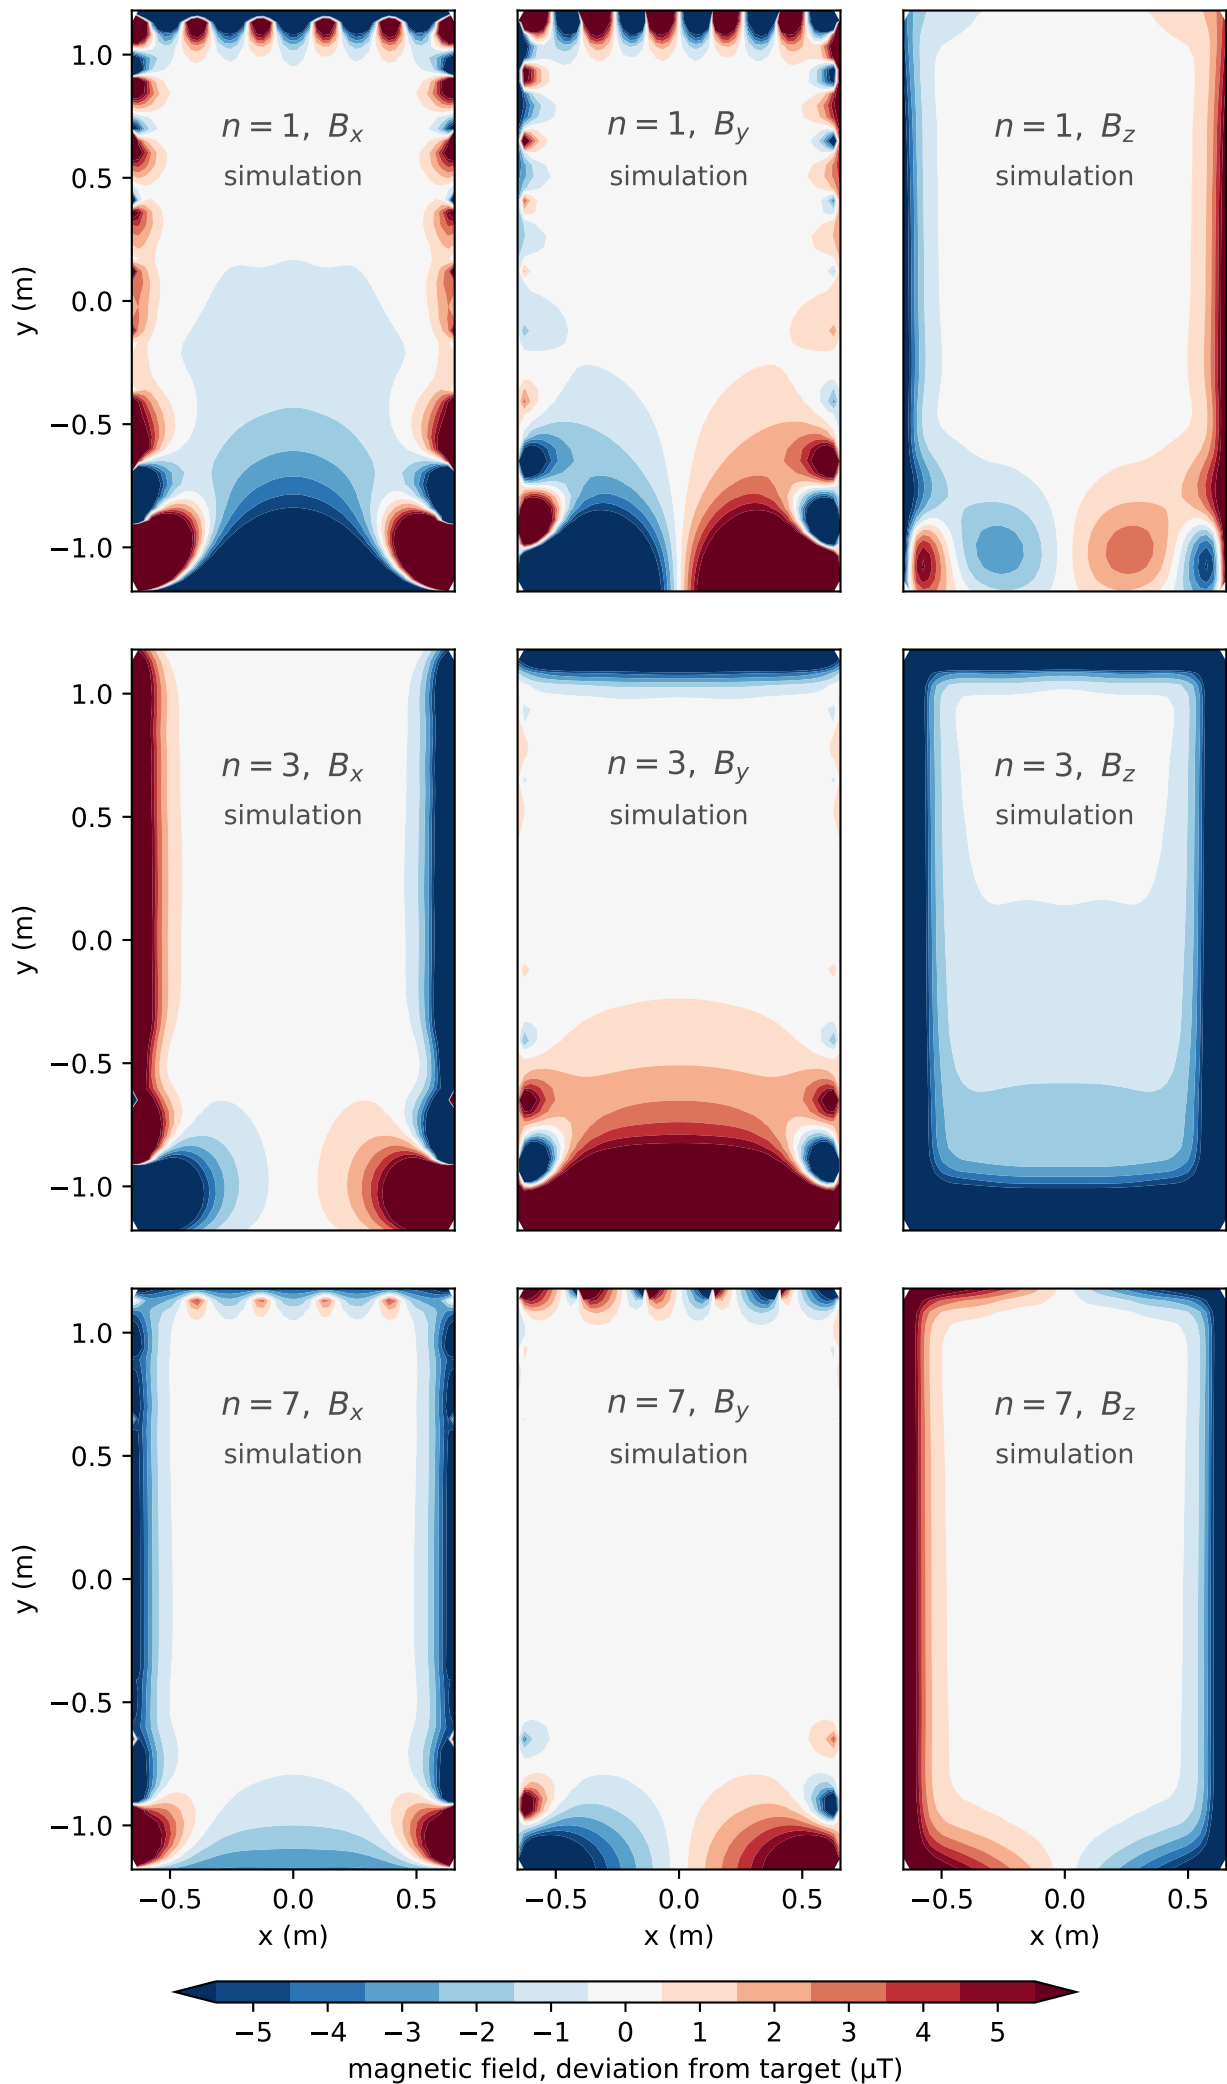 n = 1, Bx
simulation
n = 1, By
simulation
n = 1, Bz
simulation
1.0
0.5
0.0
−0.5
−1.0
y (m)
n = 3, Bx
simulation
n = 3, By
simulation
n = 3, Bz
simulation
1.0
0.5
0.0
−0.5
−1.0
y (m)
n = 7, Bx
simulation
n = 7, By
simulation
n = 7, Bz
simulation
1.0
0.5
0.0
−0.5
−1.0
y (m)
−0.5 0.0 0.5
x (m)
−0.5 0.0 0.5
x (m)
−0.5 0.0 0.5
x (m)
−5 −4 −3 −2 −1 0 1 2 3 4 5
magnetic field, deviation from target (µT)